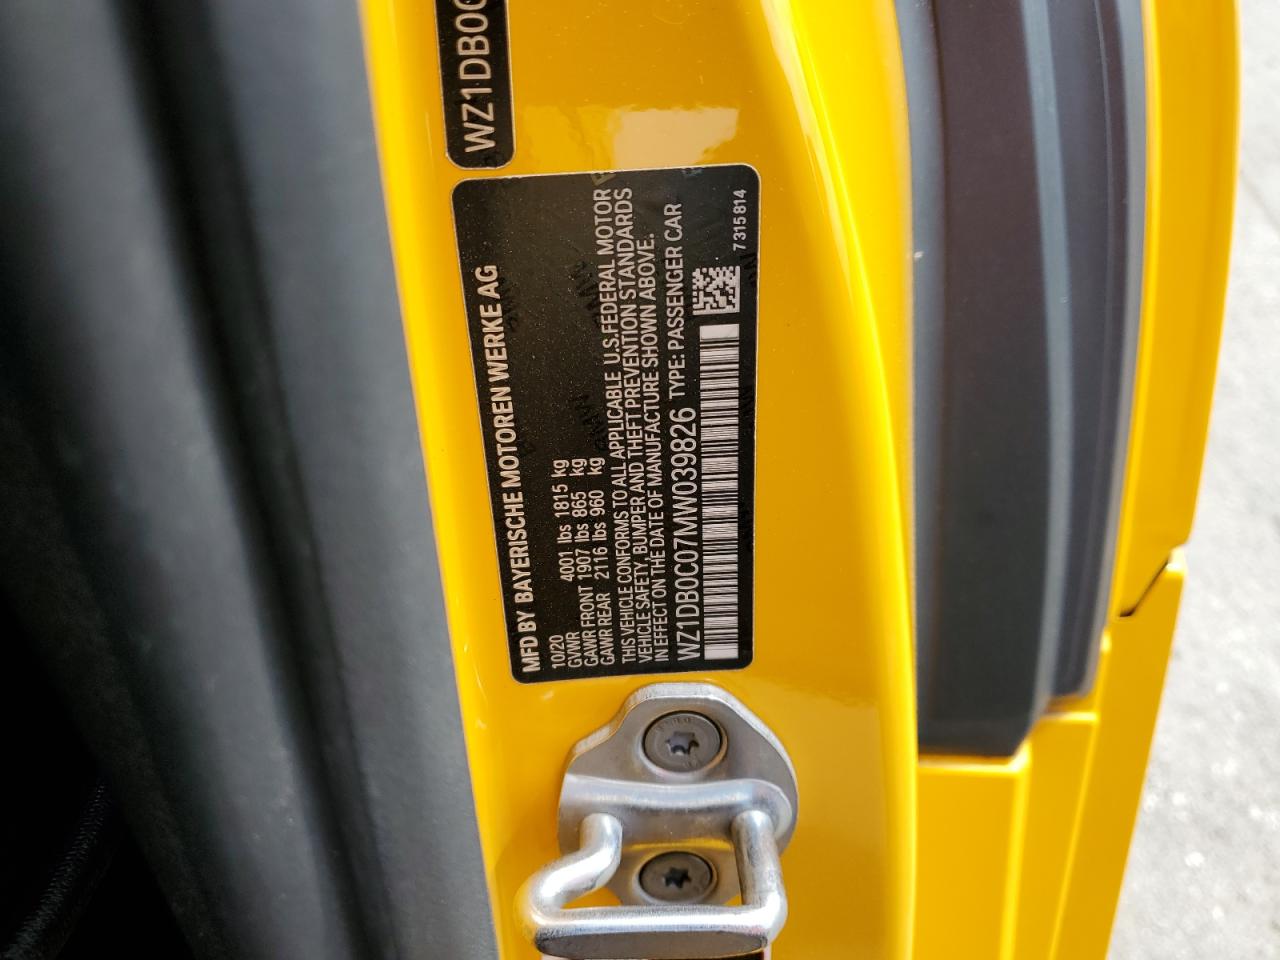 WZ1DB0C
MFD BY BAYERISCHE MOTOREN WERKE AG
10/20
GVWR 4001 lbs 1815 kg
GAWR FRONT 1907 lbs 865 kg
GAWR REAR 2116 lbs 960 kg
THIS VEHICLE CONFORMS TO ALL APPLICABLE U.S. FEDERAL MOTOR
VEHICLE SAFETY, BUMPER AND THEFT PREVENTION STANDARDS
IN EFFECT ON THE DATE OF MANUFACTURE SHOWN ABOVE.
WZ1DB0C07MW039826 TYPE: PASSENGER CAR
7315814